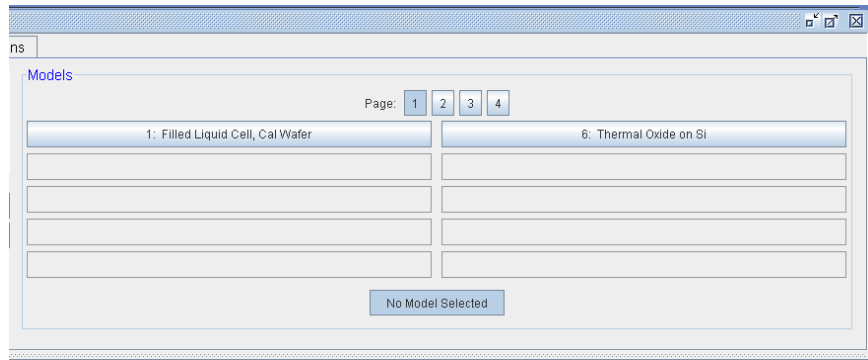 ns
Models
Page: 1 2 3 4
1: Filled Liquid Cell, Cal Wafer
6: Thermal Oxide on Si
No Model Selected